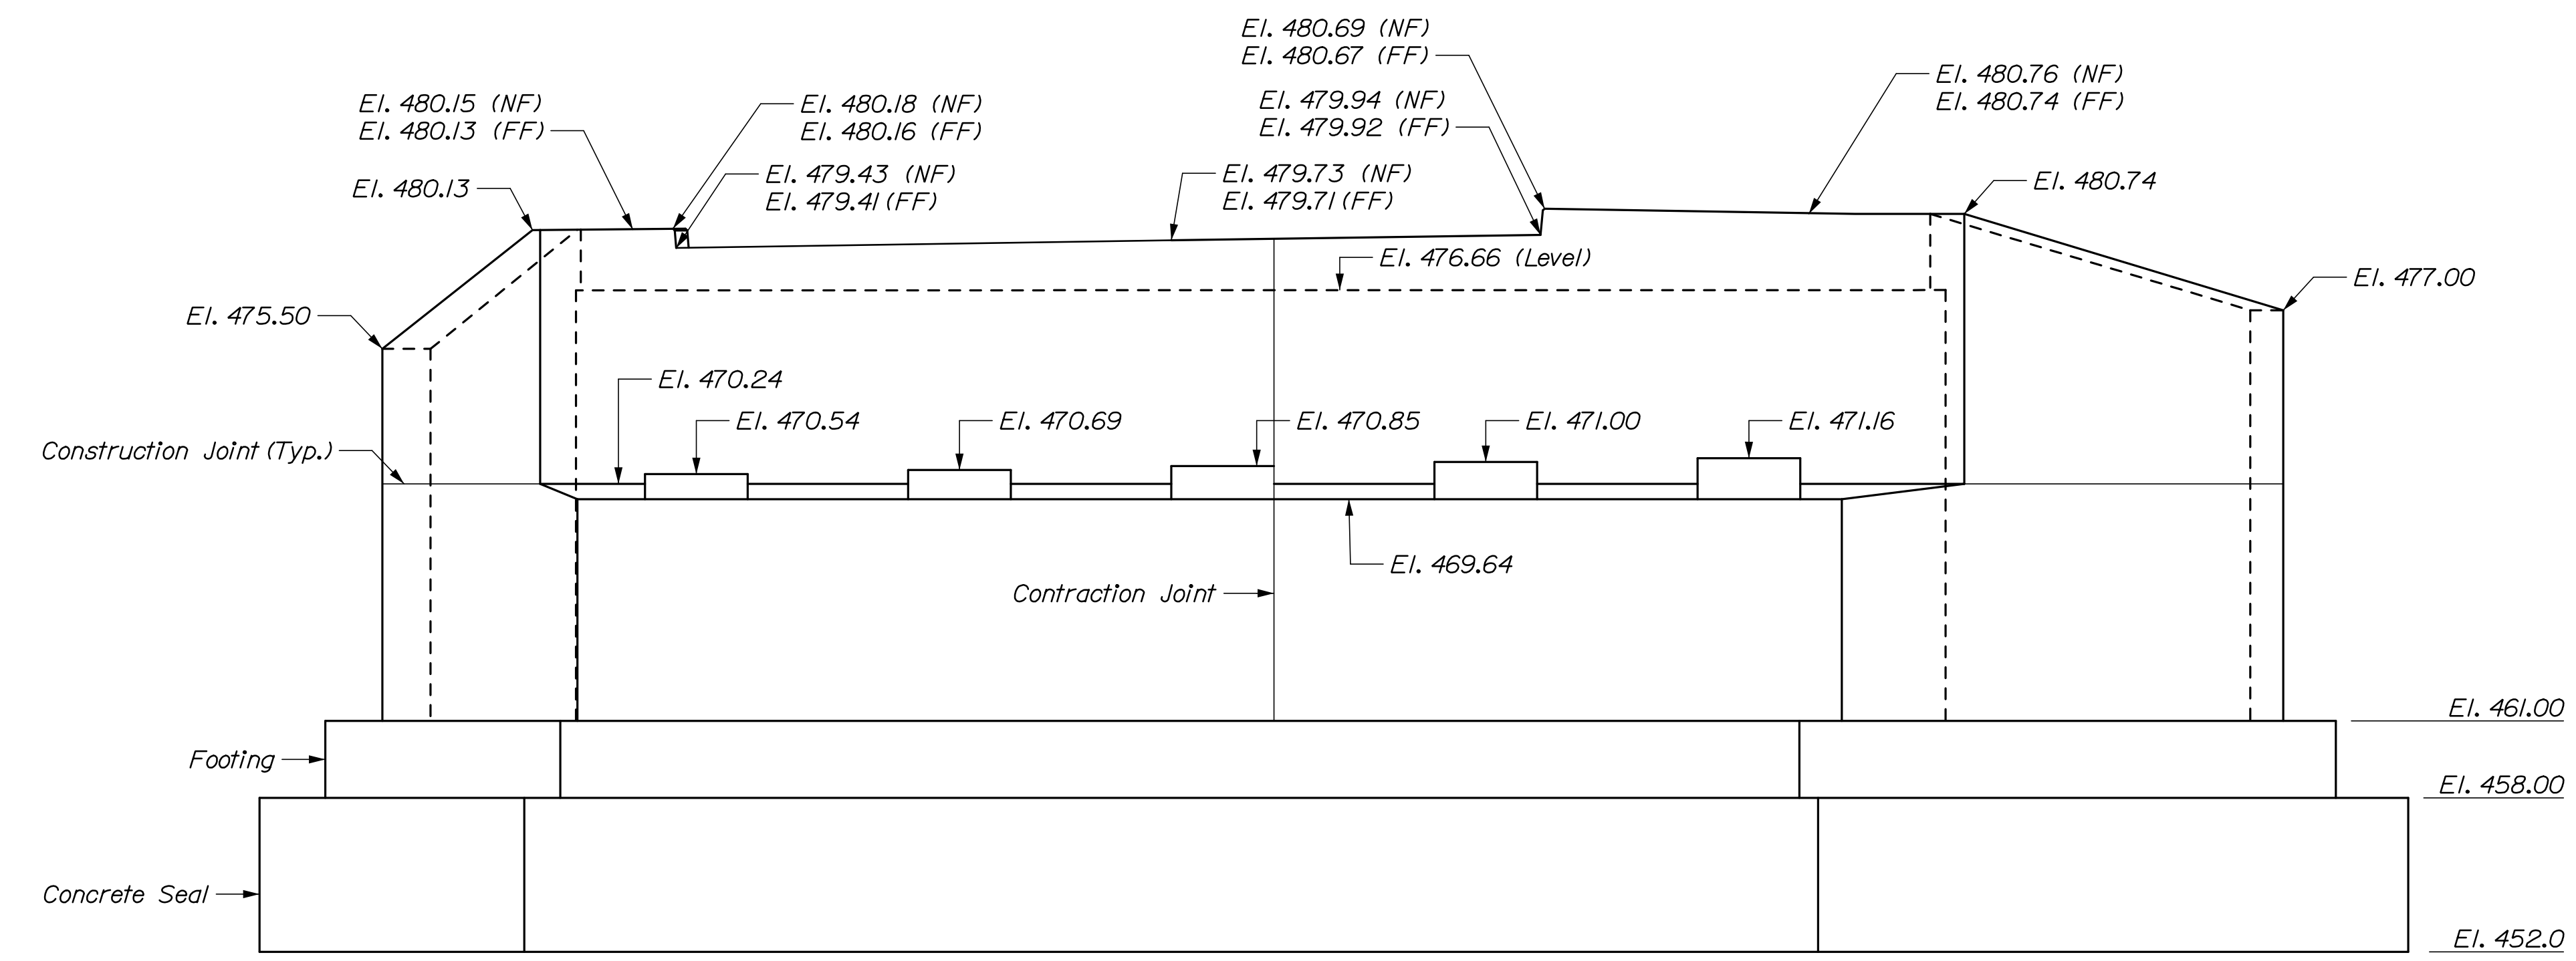 El. 480.69 (NF)
El. 480.67 (FF)
El. 480.76 (NF)
El. 480.74 (FF)
El. 480.15 (NF)
El. 480.13 (FF)
El. 480.18 (NF)
El. 480.16 (FF)
El. 479.94 (NF)
El. 479.92 (FF)
El. 479.43 (NF)
El. 479.41 (FF)
El. 479.73 (NF)
El. 479.71 (FF)
El. 480.13
El. 480.74
El. 476.66 (Level)
El. 477.00
El. 475.50
El. 470.24
El. 470.54
El. 470.69
El. 470.85
El. 471.00
El. 471.16
Construction Joint (Typ.)
El. 469.64
Contraction Joint
El. 461.00
Footing
El. 458.00
Concrete Seal
El. 452.0